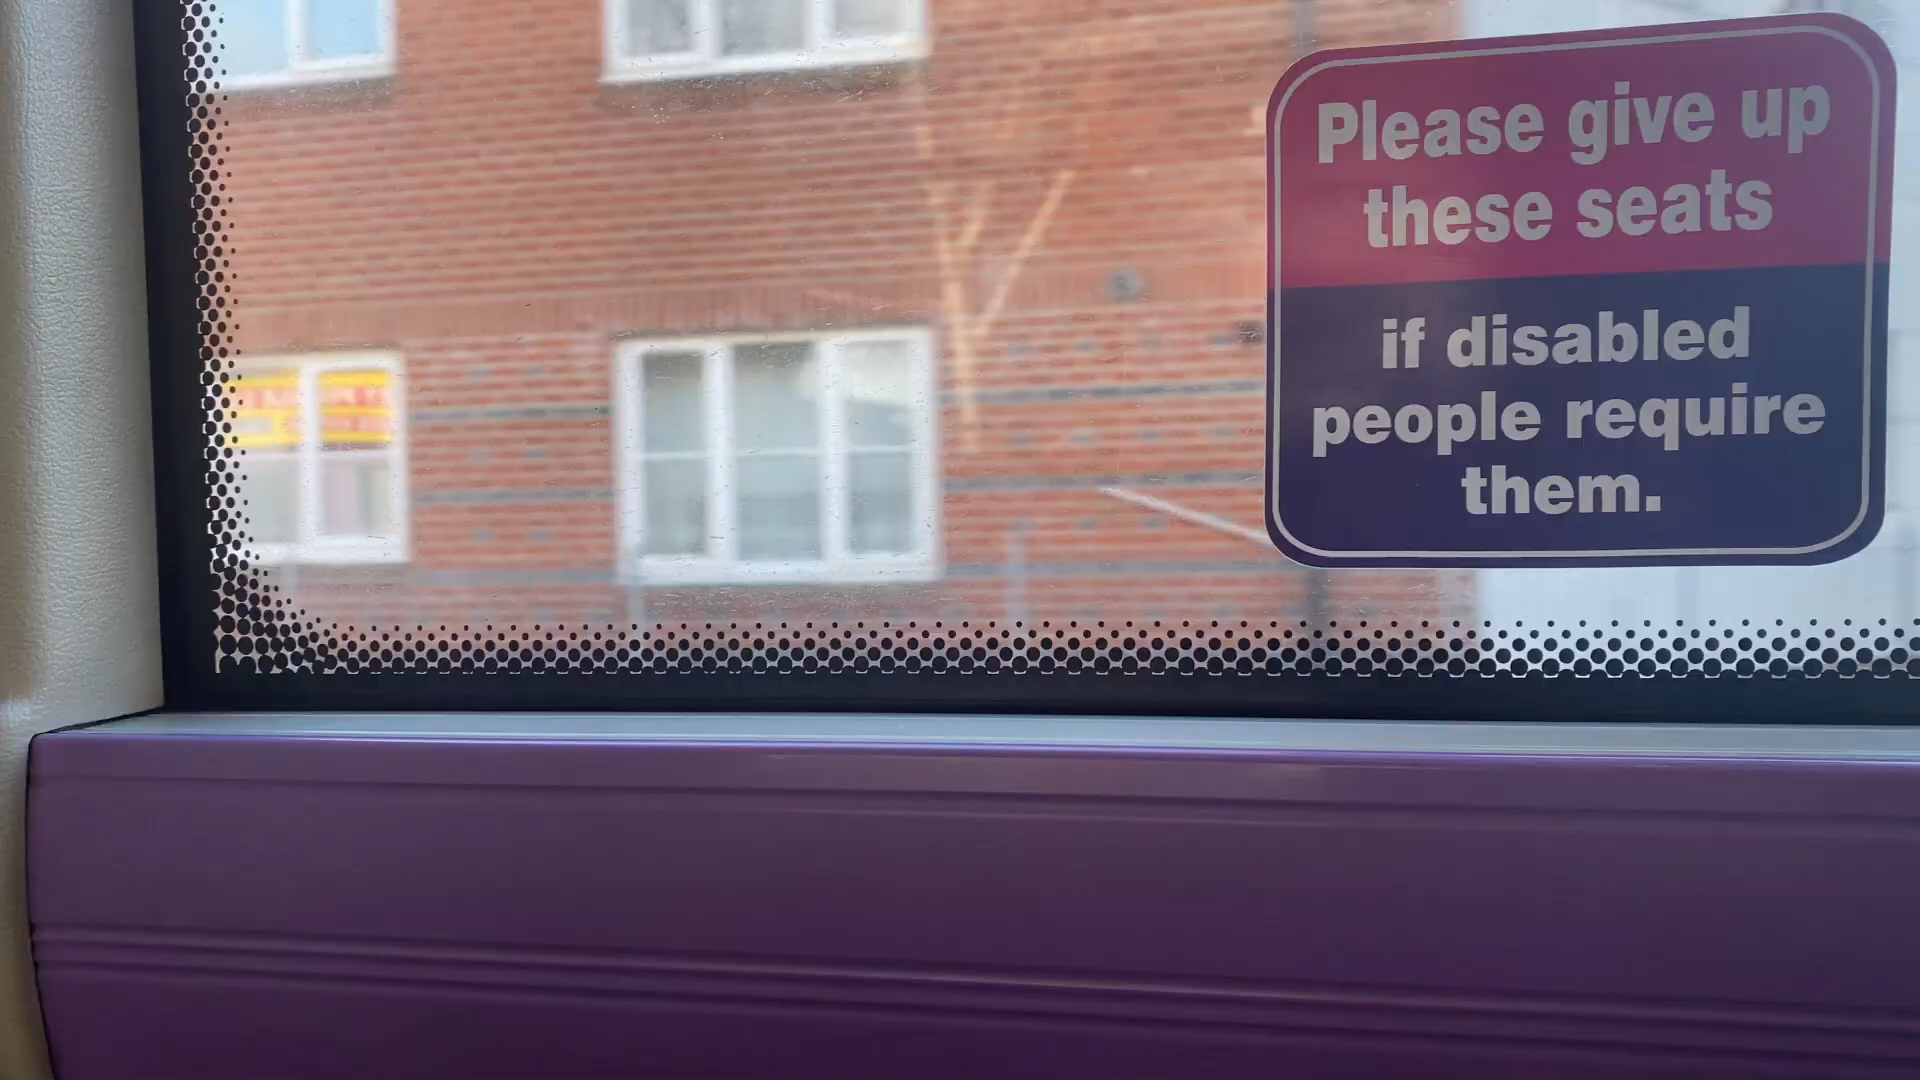 Please give up
these seats
if disabled
people require
them.